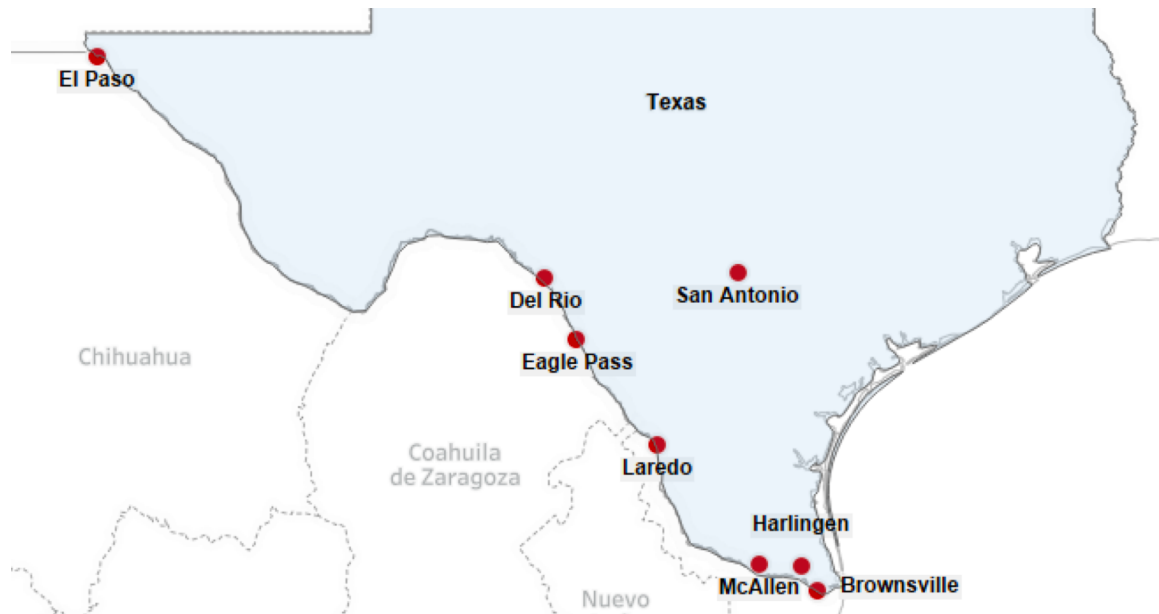 El Paso
Texas
Del Rio
San Antonio
Eagle Pass
Chihuahua
Coahuila
de Zaragoza
Laredo
Harlingen
McAllen
Brownsville
Nuevo